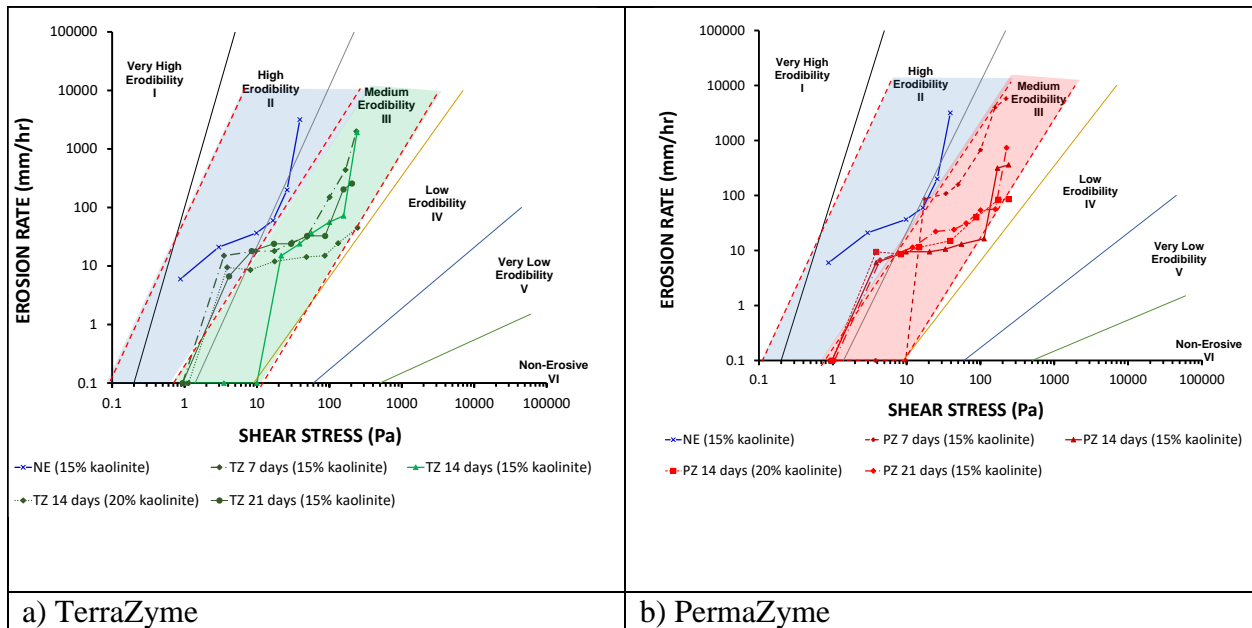 100000
10000
1000
100
10
1
0.1
EROSION RATE (mm/hr)
Very High
Erodibility
I
High
Erodibility
II
Medium
Erodibility
III
Low
Erodibility
IV
Very Low
Erodibility
V
Non-Erosive
VI
0.1 1 10 100 1000 10000 100000
SHEAR STRESS (Pa)
NE (15% kaolinite) TZ 7 days (15% kaolinite) TZ 14 days (15% kaolinite)
TZ 14 days (20% kaolinite) TZ 21 days (15% kaolinite)
a) TerraZyme
100000
10000
1000
100
10
1
0.1
EROSION RATE (mm/hr)
Very High
Erodibility
I
High
Erodibility
II
Medium
Erodibility
III
Low
Erodibility
IV
Very Low
Erodibility
V
Non-Erosive
VI
0.1 1 10 100 1000 10000 100000
SHEAR STRESS (Pa)
NE (15% kaolinite) PZ 7 days (15% kaolinite) PZ 14 days (15% kaolinite)
PZ 14 days (20% kaolinite) PZ 21 days (15% kaolinite)
b) PermaZyme